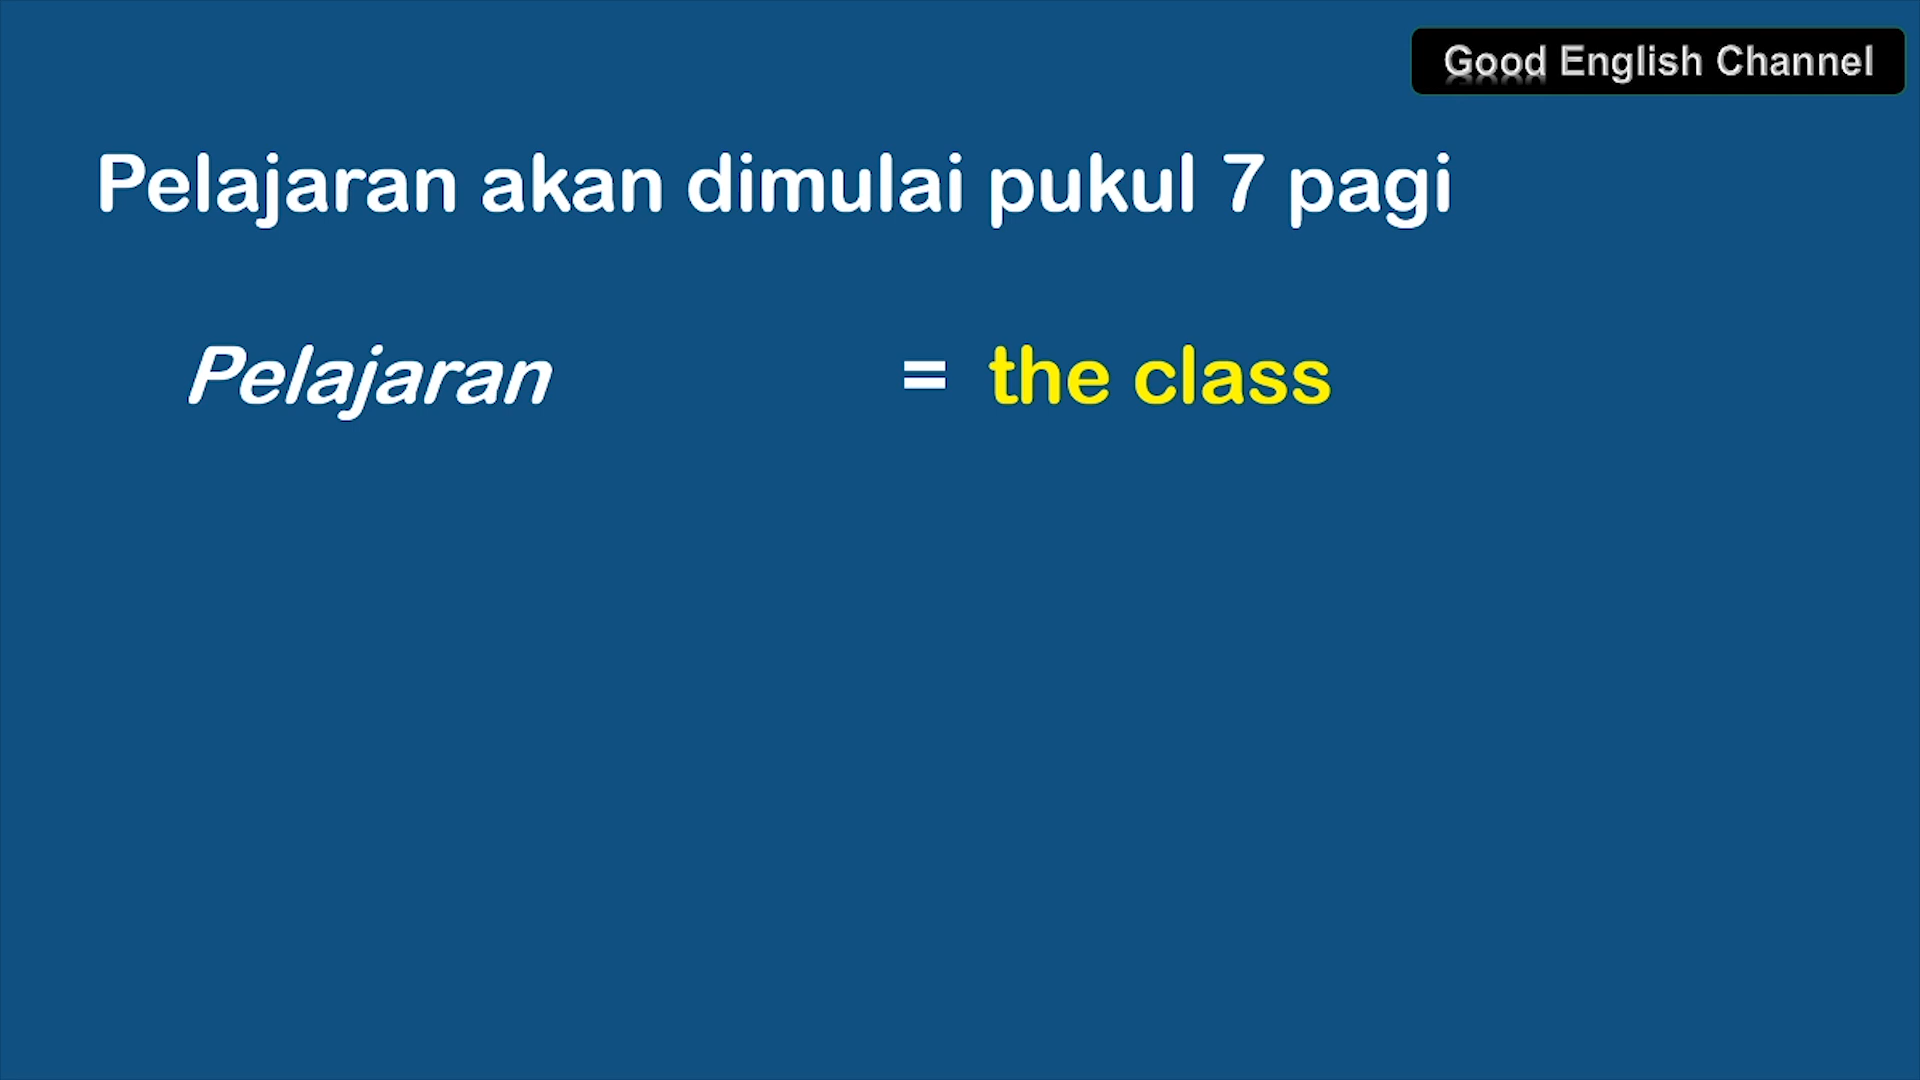 Good English Channel
Pelajaran akan dimulai pukul 7 pagi
Pelajaran = the class